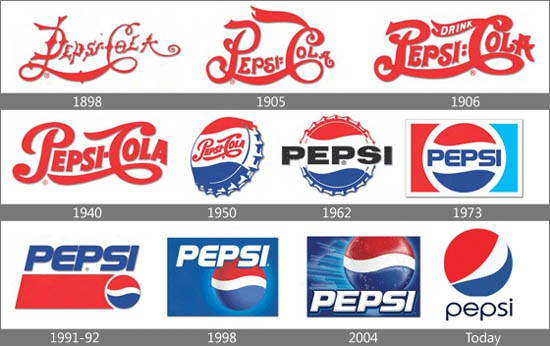 Pepsi-Cola
Pepsi-Cola
DRINK
Pepsi-Cola
1898
1905
1906
Pepsi-Cola
Pepsi-Cola
PEPSI
PEPSI
1940
1950
1962
1973
PEPSI
PEPSI
PEPSI
pepsi
1991-92
1998
2004
Today